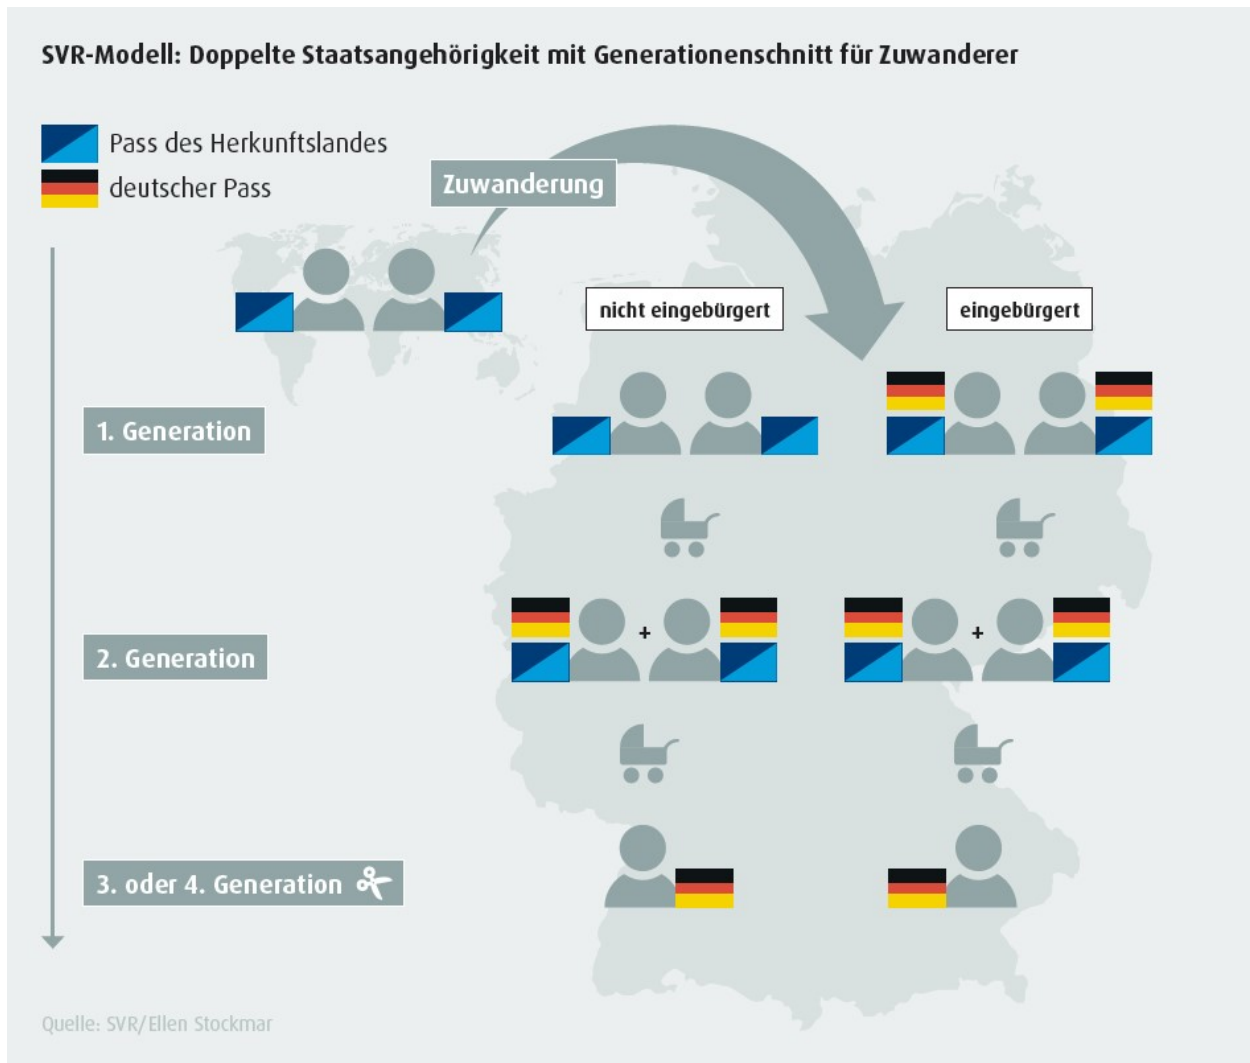 SVR-Modell: Doppelte Staatsangehörigkeit mit Generationenschnitt für Zuwanderer
Pass des Herkunftslandes
deutscher Pass
Zuwanderung
nicht eingebürgert
eingebürgert
1. Generation
+
+
2. Generation
3. oder 4. Generation
Quelle: SVR/Ellen Stockmar